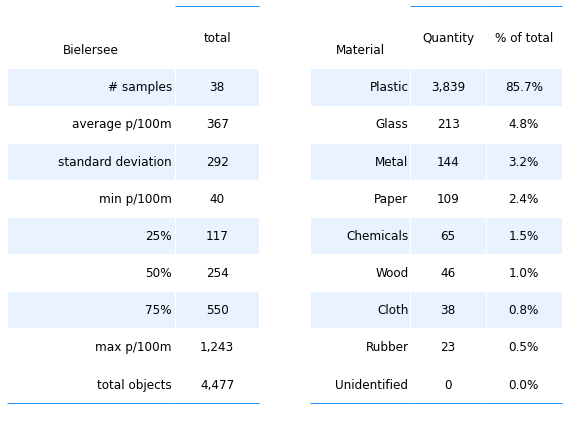 Bielersee total
# samples 38
average p/100m 367
standard deviation 292
min p/100m 40
25% 117
50% 254
75% 550
max p/100m 1,243
total objects 4,477
Material Quantity % of total
Plastic 3,839 85.7%
Glass 213 4.8%
Metal 144 3.2%
Paper 109 2.4%
Chemicals 65 1.5%
Wood 46 1.0%
Cloth 38 0.8%
Rubber 23 0.5%
Unidentified 0 0.0%